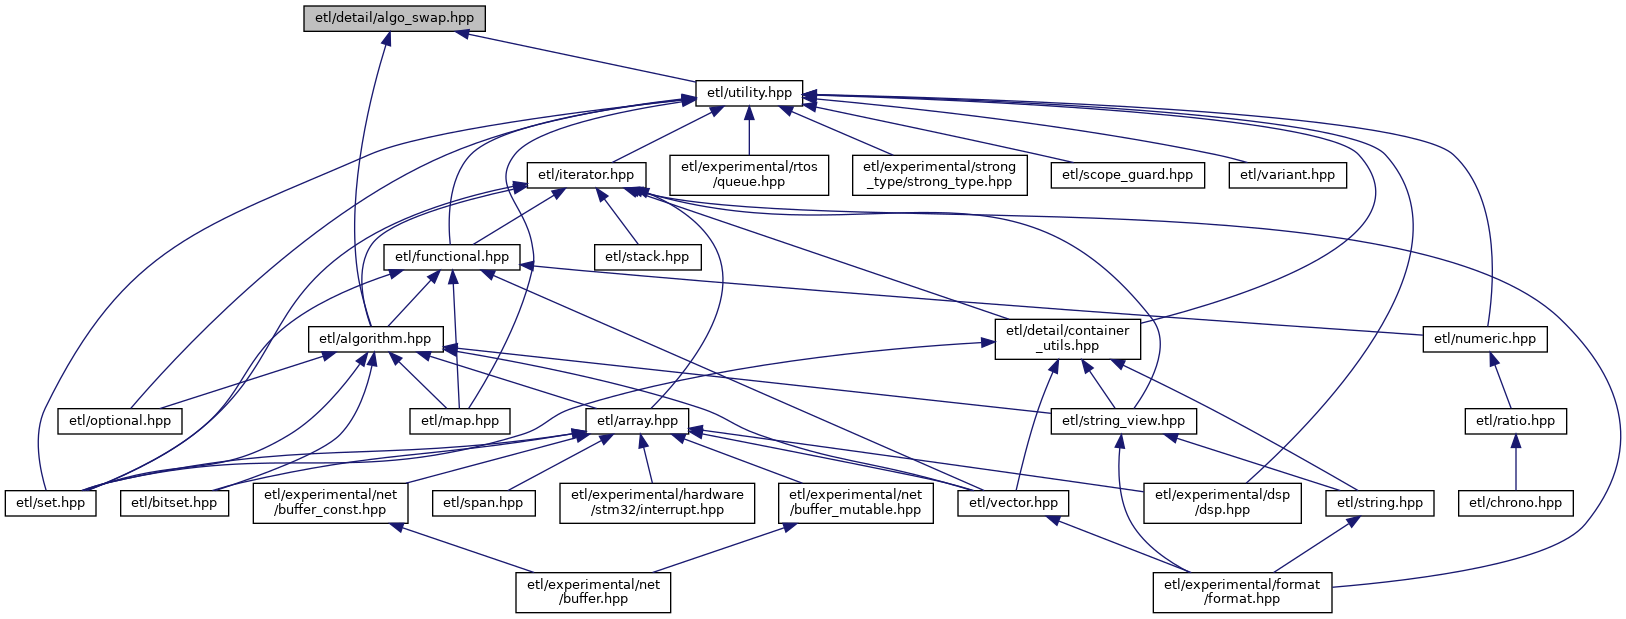 etl/detail/algo_swap.hpp
etl/utility.hpp
etl/iterator.hpp
etl/experimental/rtos
/queue.hpp
etl/experimental/strong
_type/strong_type.hpp
etl/scope_guard.hpp
etl/variant.hpp
etl/functional.hpp
etl/stack.hpp
etl/algorithm.hpp
etl/detail/container
_utils.hpp
etl/numeric.hpp
etl/optional.hpp
etl/map.hpp
etl/array.hpp
etl/string_view.hpp
etl/ratio.hpp
etl/set.hpp
etl/bitset.hpp
etl/experimental/net
/buffer_const.hpp
etl/span.hpp
etl/experimental/hardware
/stm32/interrupt.hpp
etl/experimental/net
/buffer_mutable.hpp
etl/vector.hpp
etl/experimental/dsp
/dsp.hpp
etl/string.hpp
etl/chrono.hpp
etl/experimental/net
/buffer.hpp
etl/experimental/format
/format.hpp